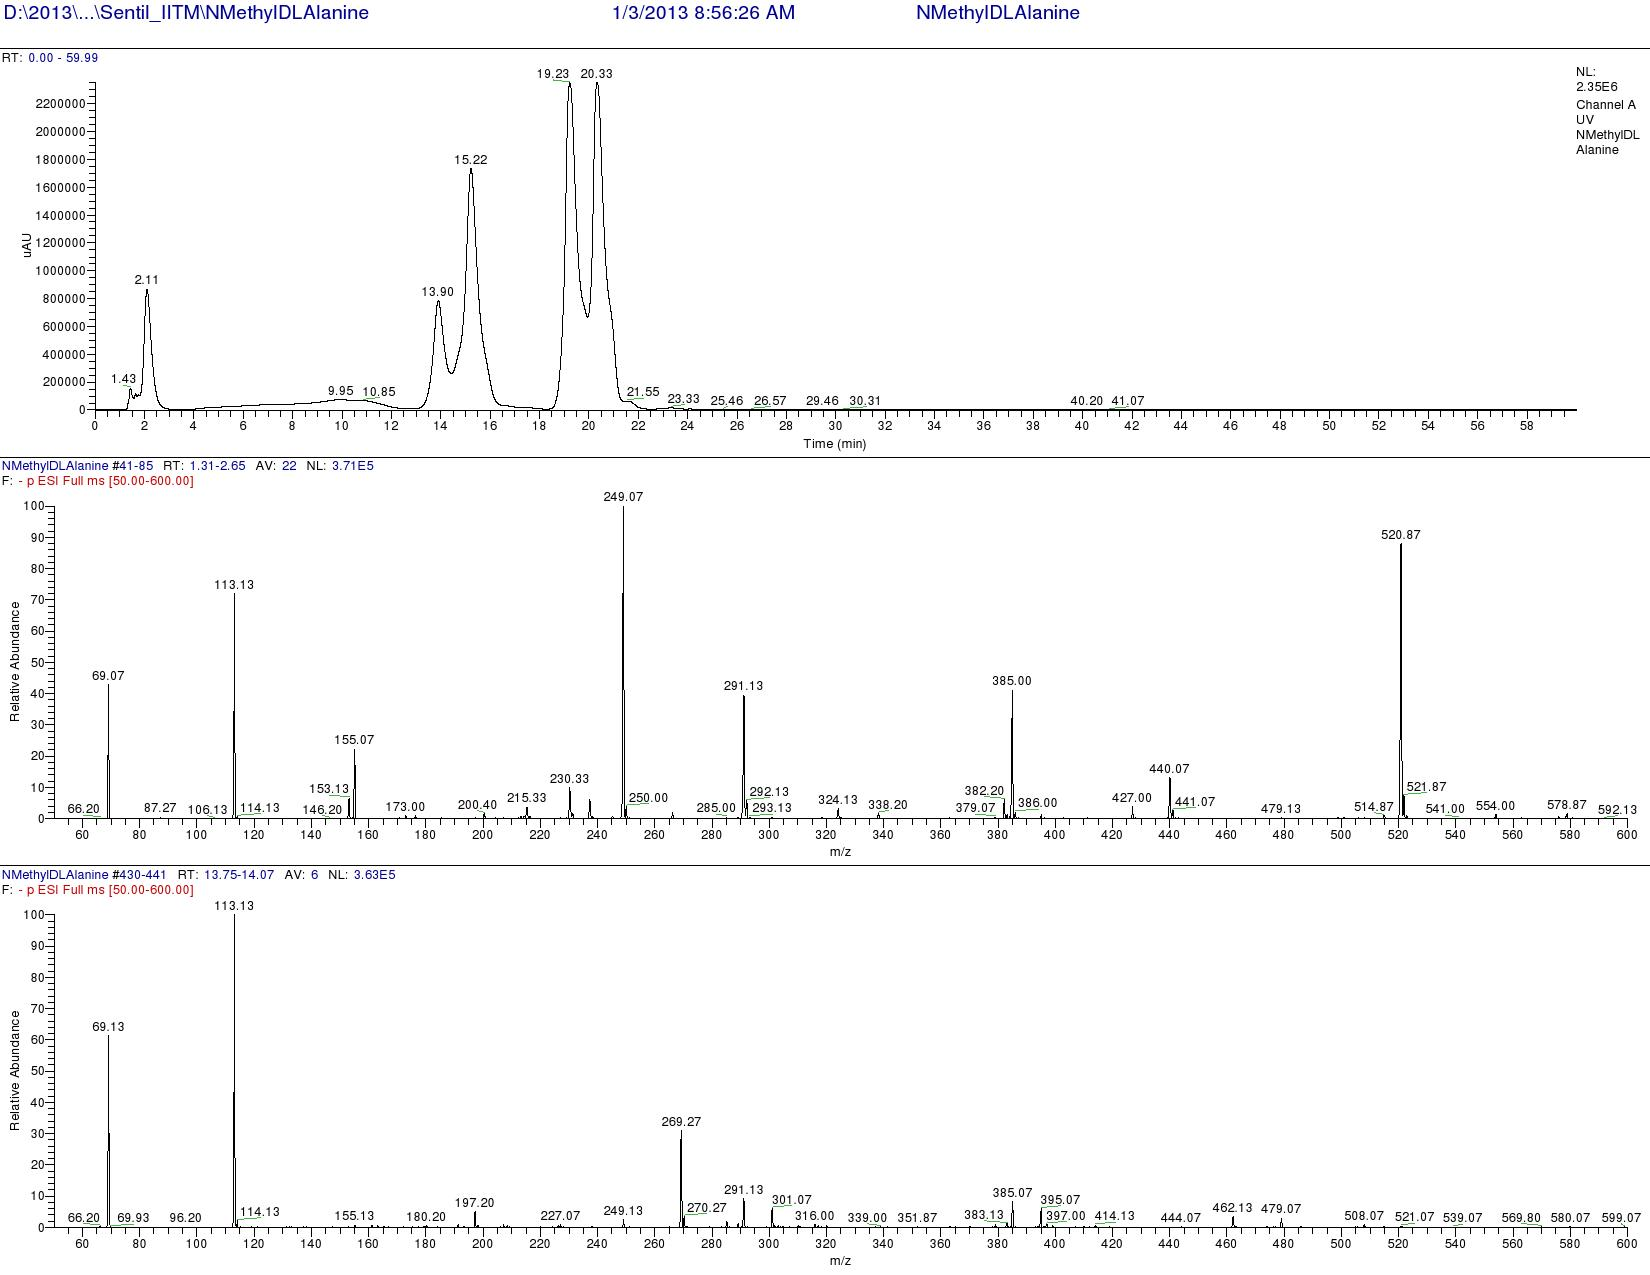 D:\2013\...\Sentil_IITM\NMethylDLAlanine 1/3/2013 8:56:26 AM NMethylDLAlanine
RT: 0.00 - 59.99
19.23 20.33
NL:
2.35E6
Channel A
UV
NMethylDL
Alanine
2200000
2000000
1800000
15.22
1600000
1400000
1200000
uAU
1000000
2.11
13.90
800000
600000
400000
1.43
200000
9.95 10.85 21.55 23.33 25.46 26.57 29.46 30.31 40.20 41.07
0
0 2 4 6 8 10 12 14 16 18 20 22 24 26 28 30 32 34 36 38 40 42 44 46 48 50 52 54 56 58
Time (min)
NMethylDLAlanine #41-85 RT: 1.31-2.65 AV: 22 NL: 3.71E5
F: - p ESI Full ms [50.00-600.00]
249.07
100
520.87
90
80
113.13
70
60
Relative Abundance
50
69.07
385.00
291.13
40
30
155.07
20
440.07
230.33
10
153.13 382.20 292.13 521.87
215.33 250.00 324.13 427.00
66.20 87.27 106.13 114.13 146.20 173.00 200.40 285.00 293.13 338.20 379.07 386.00 441.07 479.13 514.87 541.00 554.00 578.87 592.13
0
60 80 100 120 140 160 180 200 220 240 260 280 300 320 340 360 380 400 420 440 460 480 500 520 540 560 580 600
m/z
NMethylDLAlanine #430-441 RT: 13.75-14.07 AV: 6 NL: 3.63E5
F: - p ESI Full ms [50.00-600.00]
113.13
100
90
80
70
69.13
60
Relative Abundance
50
40
269.27
30
20
10
197.20 291.13 301.07 385.07 395.07
66.20 69.93 96.20 114.13 155.13 180.20 227.07 249.13 270.27 316.00 339.00 351.87 383.13 397.00 414.13 444.07 462.13 479.07 508.07 521.07 539.07 569.80 580.07 599.07
0
60 80 100 120 140 160 180 200 220 240 260 280 300 320 340 360 380 400 420 440 460 480 500 520 540 560 580 600
m/z